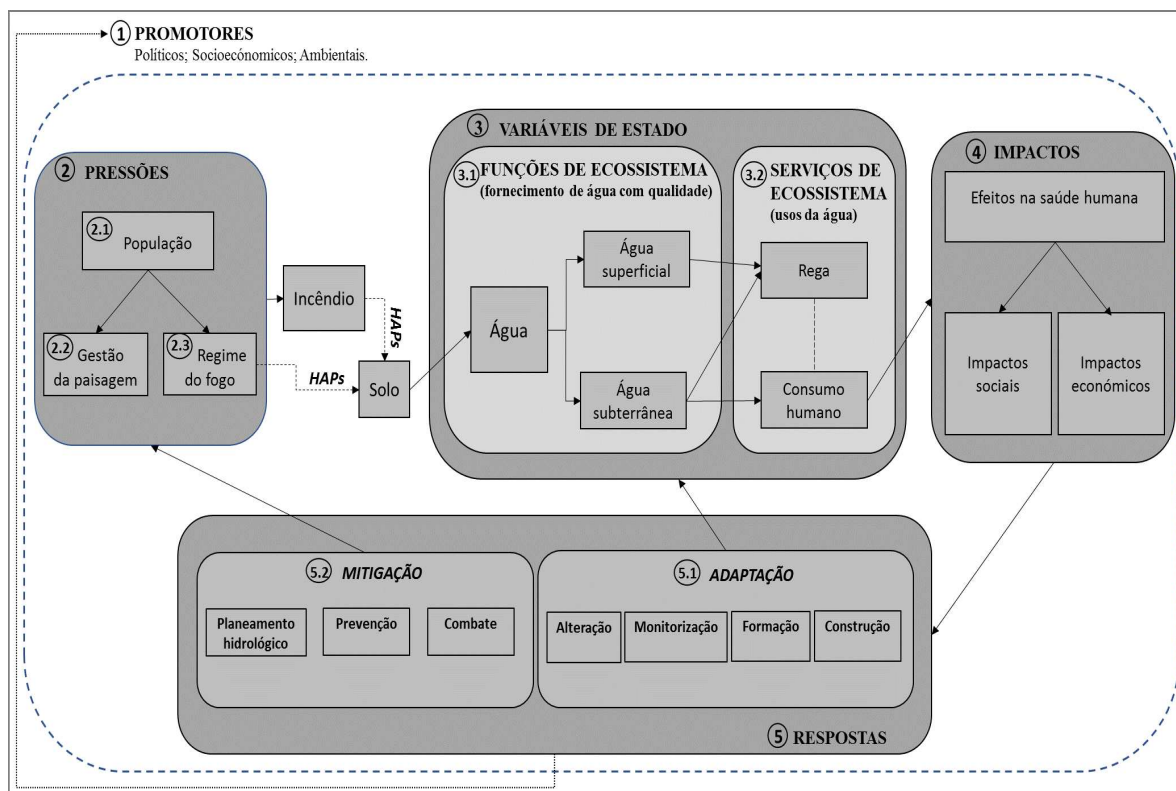 1 PROMOTORES
Políticos; Socioecónomicos; Ambientais.
2 PRESSÕES
2.1 População
2.2 Gestão
da paisagem
2.3 Regime
do fogo
Incêndio
HAPs
HAPs
Solo
3 VARIÁVEIS DE ESTADO
3.1 FUNÇÕES DE ECOSSISTEMA
(fornecimento de água com qualidade)
Água
Água
superficial
Água
subterrânea
3.2 SERVIÇOS DE
ECOSSISTEMA
(usos da água)
Rega
Consumo
humano
4 IMPACTOS
Efeitos na saúde humana
Impactos
sociais
Impactos
económicos
5.2 MITIGAÇÃO
Planeamento
hidrológico
Prevenção
Combate
5.1 ADAPTAÇÃO
Alteração
Monitorização
Formação
Construção
5 RESPOSTAS